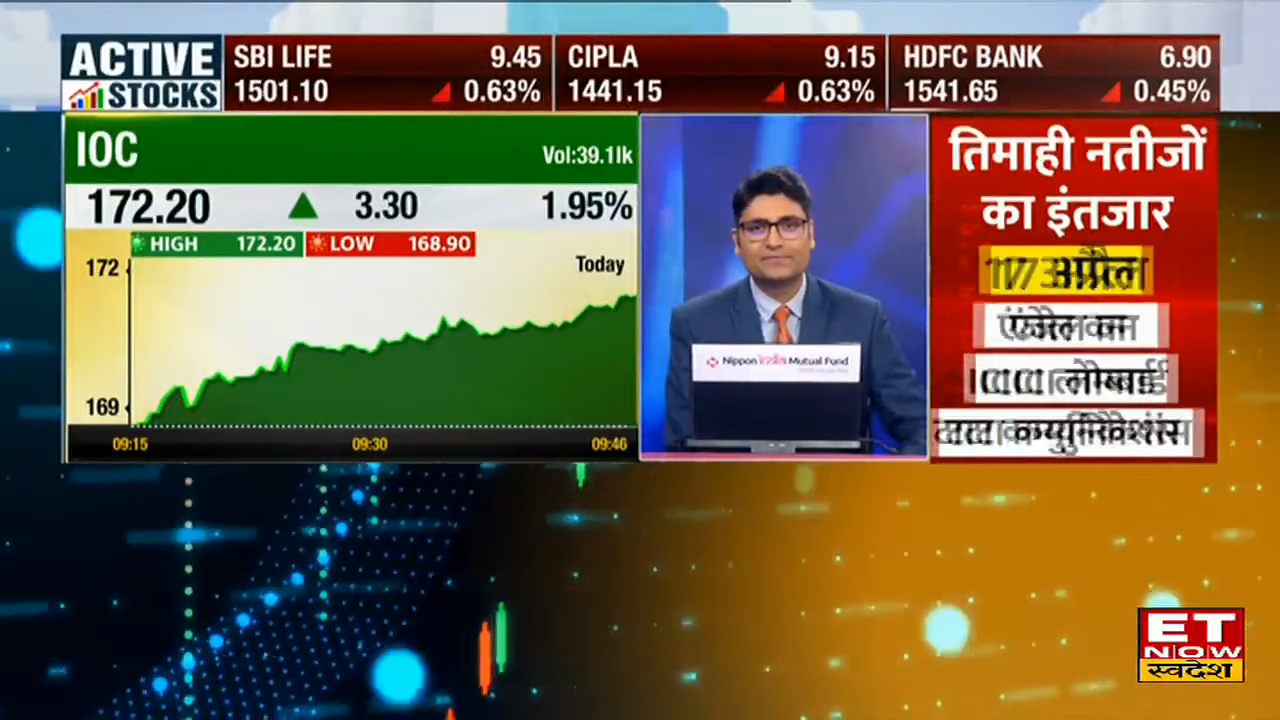 ACTIVE STOCKS
SBI LIFE 9.45
1501.10 0.63%
CIPLA 9.15
1441.15 0.63%
HDFC BANK 6.90
1541.65 0.45%
IOC Vol:39.1lk
172.20 3.30 1.95%
HIGH 172.20 LOW 168.90
Today
172
169
09:15 09:30 09:46
Nippon india Mutual Fund
तिमाही नतीजों
का इंतजार
अप्रैल
ICICI
टाटा
ET
NOW
स्वदेश